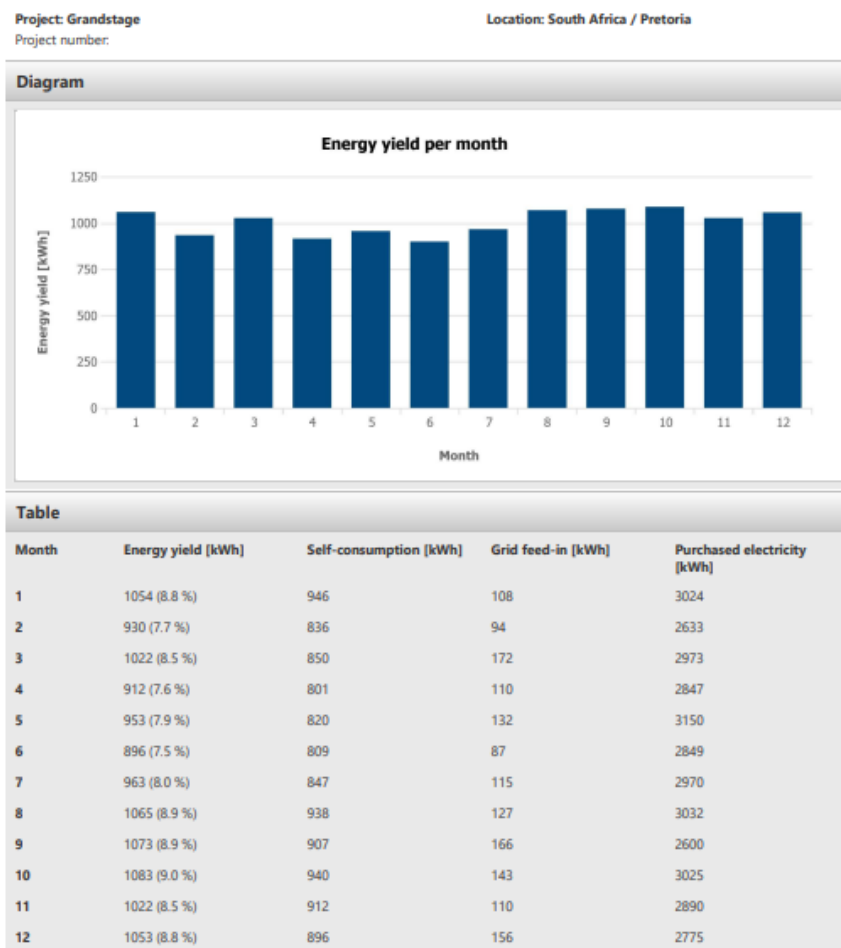 Project: Grandstage Location: South Africa / Pretoria
Project number:
Diagram
Energy yield per month
Energy yield [kWh]
1250
1000
750
500
250
0
1 2 3 4 5 6 7 8 9 10 11 12
Month
Table
Month Energy yield [kWh] Self-consumption [kWh] Grid feed-in [kWh] Purchased electricity
[kWh]
1 1054 (8.8 %) 946 108 3024
2 930 (7.7 %) 836 94 2633
3 1022 (8.5 %) 850 172 2973
4 912 (7.6 %) 801 110 2847
5 953 (7.9 %) 820 132 3150
6 896 (7.5 %) 809 87 2849
7 963 (8.0 %) 847 115 2970
8 1065 (8.9 %) 938 127 3032
9 1073 (8.9 %) 907 166 2600
10 1083 (9.0 %) 940 143 3025
11 1022 (8.5 %) 912 110 2890
12 1053 (8.8 %) 896 156 2775